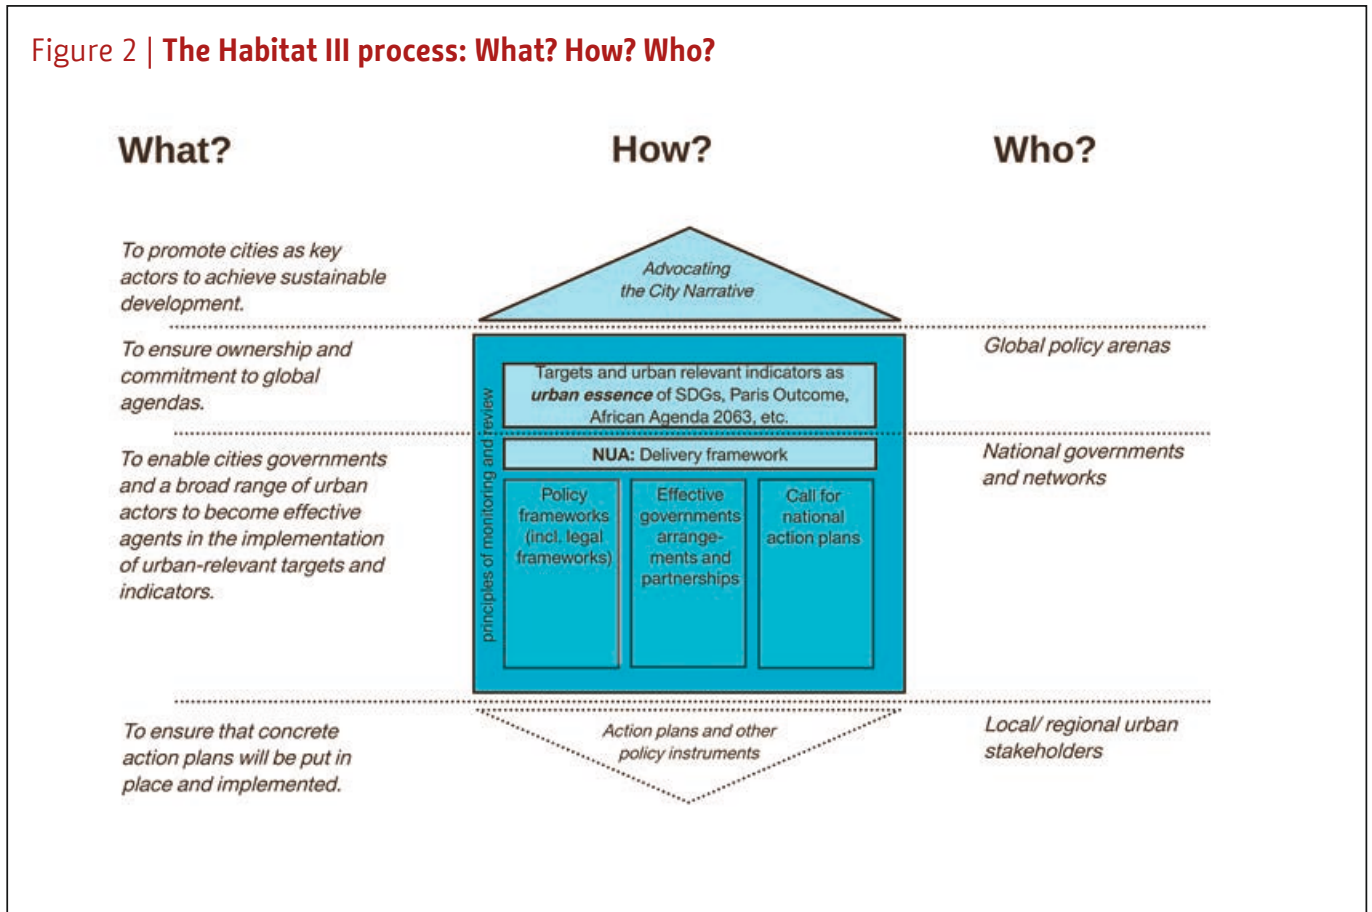 Figure 2 | The Habitat III process: What? How? Who?
What?
How?
Who?
To promote cities as key
actors to achieve sustainable
development.
Advocating
the City Narrative
To ensure ownership and
commitment to global
agendas.
Targets and urban relevant indicators as
urban essence of SDGs, Paris Outcome,
African Agenda 2063, etc.
Global policy arenas
principles of monitoring and review
To enable cities governments
and a broad range of urban
actors to become effective
agents in the implementation
of urban-relevant targets and
indicators.
NUA: Delivery framework
Policy
frameworks
(incl. legal
frameworks)
Effective
governments
arrange-
ments and
partnerships
Call for
national
action plans
National governments
and networks
To ensure that concrete
action plans will be put in
place and implemented.
Action plans and other
policy instruments
Local/ regional urban
stakeholders